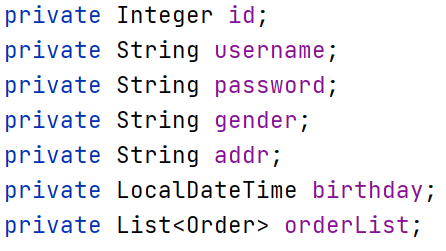 private Integer id;
private String username;
private String password;
private String gender;
private String addr;
private LocalDateTime birthday;
private List<Order> orderList;